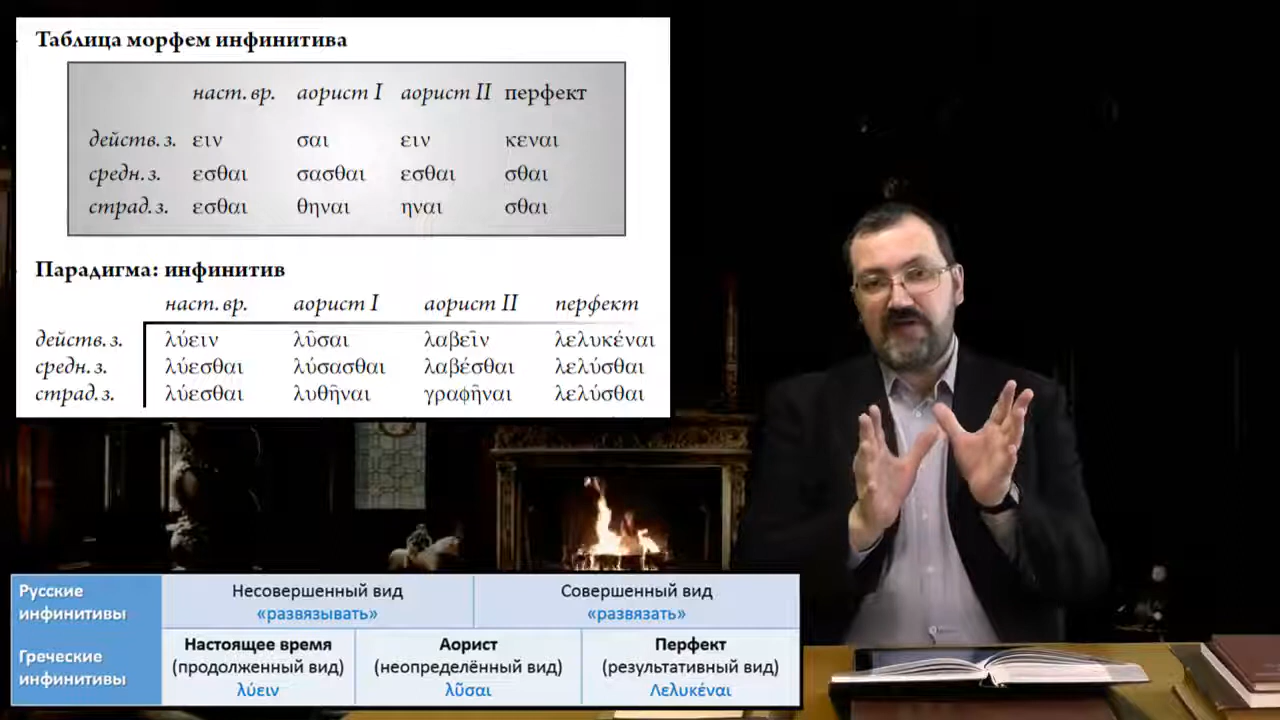 Таблица морфем инфинитива
наст. вр. аорист I аорист II перфект
действ. з. ειν σαι ειν κεναι
средн. з. εσθαι σασθαι εσθαι σθαι
страд. з. εσθαι θηναι ηναι σθαι
Парадигма: инфинитив
наст. вр. аорист I аорист II перфект
действ. з. λύειν λῦσαι λαβεῖν λελυκέναι
средн. з. λύεσθαι λύσασθαι λαβέσθαι λελύσθαι
страд. з. λύεσθαι λυθῆναι γραφῆναι λελύσθαι
Русские инфинитивы
Несовершенный вид
«развязывать»
Совершенный вид
«развязать»
Греческие инфинитивы
Настоящее время
(продолженный вид)
λύειν
Аорист
(неопределённый вид)
λῦσαι
Перфект
(результативный вид)
Λελυκέναι